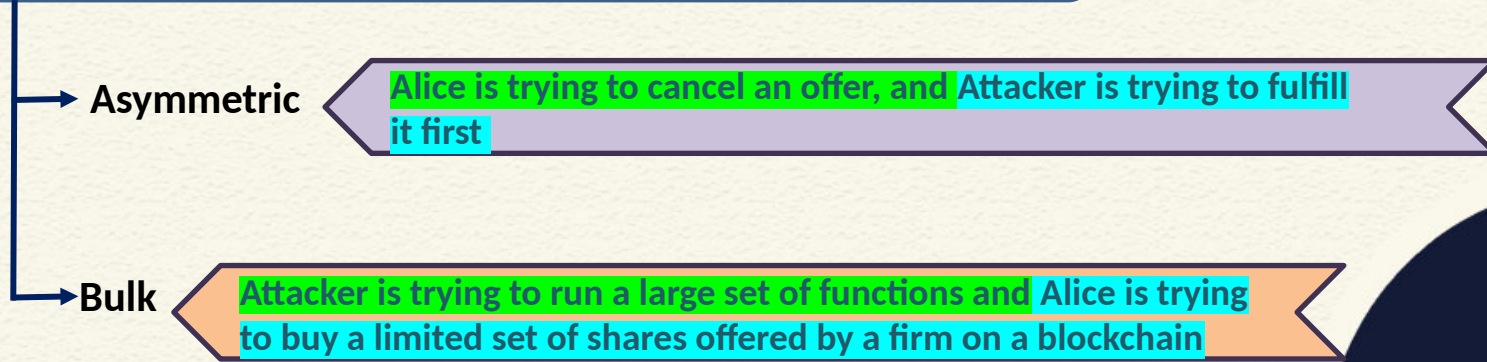 Asymmetric
Alice is trying to cancel an offer, and Attacker is trying to fulfill
it first
Bulk
Attacker is trying to run a large set of functions and Alice is trying
to buy a limited set of shares offered by a firm on a blockchain